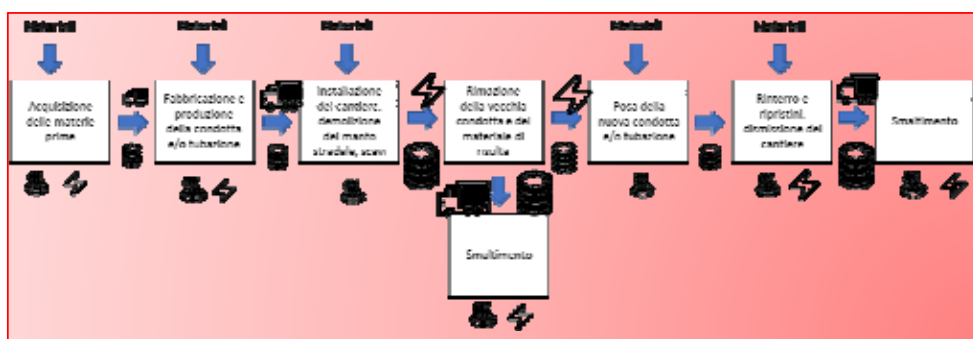 Materiali
Materiali
Materiali
Materiali
Materiali
Acquisizione
delle materie
prime
Fabbricazione e
produzione
della condotta
e/o tubazione
Installazione
del cantiere,
demolizione
del manto
stradale, scavi
Rimozione
della vecchia
condotta e del
materiale di
risulta
Posa della
nuova condotta
e/o tubazione
Rinterro e
ripristini,
dismissione del
cantiere
Smaltimento
Smaltimento